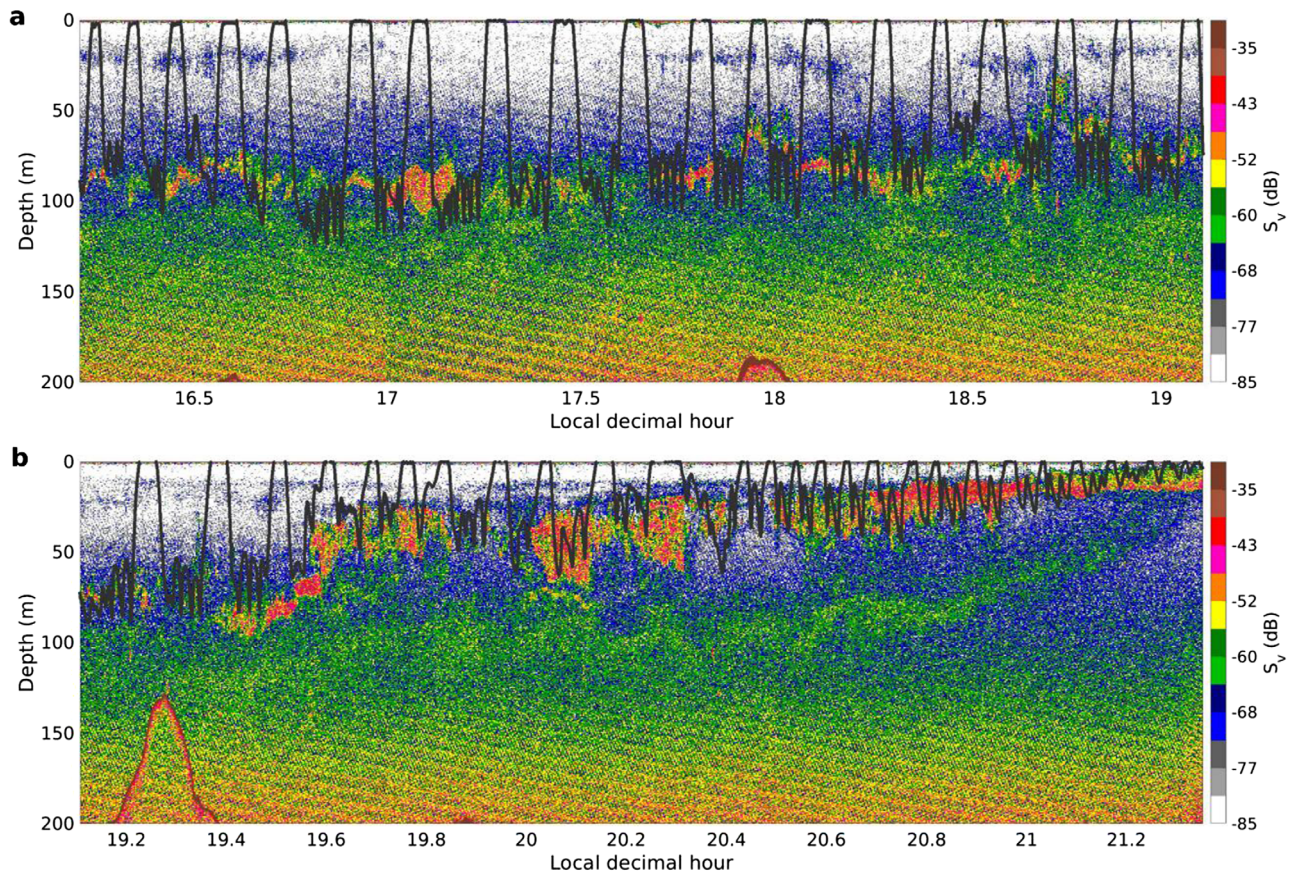 a
0
50
100
150
200
Depth (m)
16.5 17 17.5 18 18.5 19
Local decimal hour
-35
-43
-52
-60
-68
-77
-85
Sv (dB)
b
0
50
100
150
200
Depth (m)
19.2 19.4 19.6 19.8 20 20.2 20.4 20.6 20.8 21 21.2
Local decimal hour
-35
-43
-52
-60
-68
-77
-85
Sv (dB)